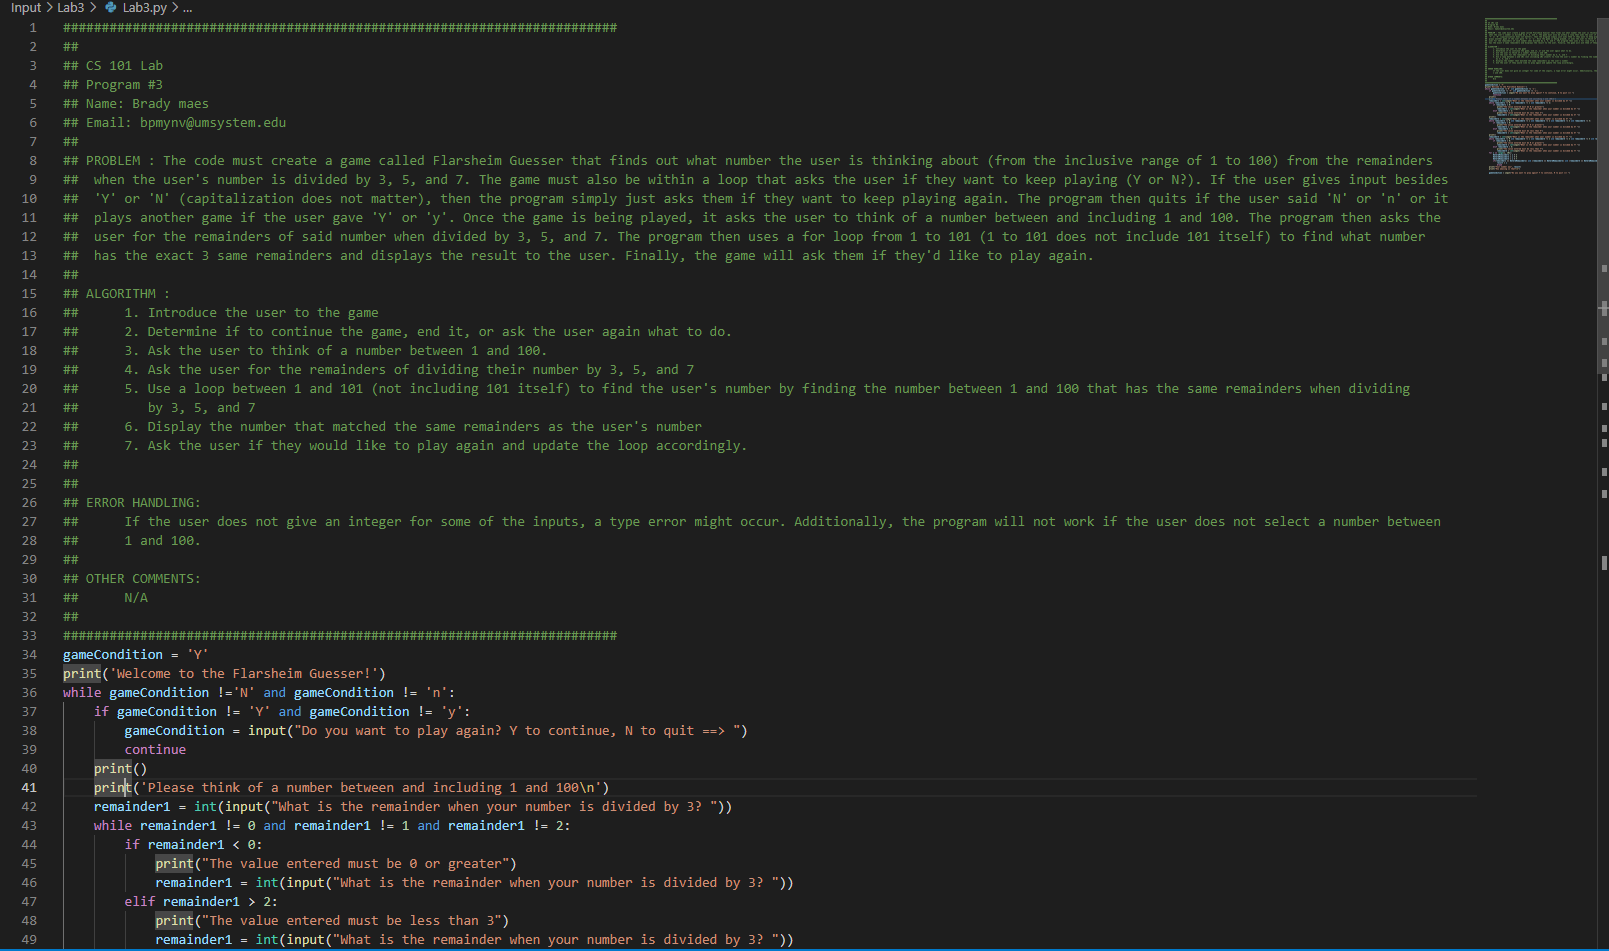 Input > Lab3 > Lab3.py > ...
1 ########################################################################
2 ##
3 ## CS 101 Lab
4 ## Program #3
5 ## Name: Brady maes
6 ## Email: bpmynv@umsystem.edu
7 ##
8 ## PROBLEM : The code must create a game called Flarsheim Guesser that finds out what number the user is thinking about (from the inclusive range of 1 to 100) from the remainders
9 ##  when the user's number is divided by 3, 5, and 7. The game must also be within a loop that asks the user if they want to keep playing (Y or N?). If the user gives input besides
10 ##  'Y' or 'N' (capitalization does not matter), then the program simply just asks them if they want to keep playing again. The program then quits if the user said 'N' or 'n' or it
11 ##  plays another game if the user gave 'Y' or 'y'. Once the game is being played, it asks the user to think of a number between and including 1 and 100. The program then asks the
12 ##  user for the remainders of said number when divided by 3, 5, and 7. The program then uses a for loop from 1 to 101 (1 to 101 does not include 101 itself) to find what number
13 ##  has the exact 3 same remainders and displays the result to the user. Finally, the game will ask them if they'd like to play again.
14 ##
15 ## ALGORITHM :
16 ##      1. Introduce the user to the game
17 ##      2. Determine if to continue the game, end it, or ask the user again what to do.
18 ##      3. Ask the user to think of a number between 1 and 100.
19 ##      4. Ask the user for the remainders of dividing their number by 3, 5, and 7
20 ##      5. Use a loop between 1 and 101 (not including 101 itself) to find the user's number by finding the number between 1 and 100 that has the same remainders when dividing
21 ##         by 3, 5, and 7
22 ##      6. Display the number that matched the same remainders as the user's number
23 ##      7. Ask the user if they would like to play again and update the loop accordingly.
24 ##
25 ##
26 ## ERROR HANDLING:
27 ##      If the user does not give an integer for some of the inputs, a type error might occur. Additionally, the program will not work if the user does not select a number between
28 ##      1 and 100.
29 ##
30 ## OTHER COMMENTS:
31 ##      N/A
32 ##
33 ########################################################################
34 gameCondition = 'Y'
35 print('Welcome to the Flarsheim Guesser!')
36 while gameCondition !='N' and gameCondition != 'n':
37     if gameCondition != 'Y' and gameCondition != 'y':
38         gameCondition = input("Do you want to play again? Y to continue, N to quit ==> ")
39         continue
40     print()
41     print('Please think of a number between and including 1 and 100\n')
42     remainder1 = int(input("What is the remainder when your number is divided by 3? "))
43     while remainder1 != 0 and remainder1 != 1 and remainder1 != 2:
44         if remainder1 < 0:
45             print("The value entered must be 0 or greater")
46             remainder1 = int(input("What is the remainder when your number is divided by 3? "))
47         elif remainder1 > 2:
48             print("The value entered must be less than 3")
49             remainder1 = int(input("What is the remainder when your number is divided by 3? "))